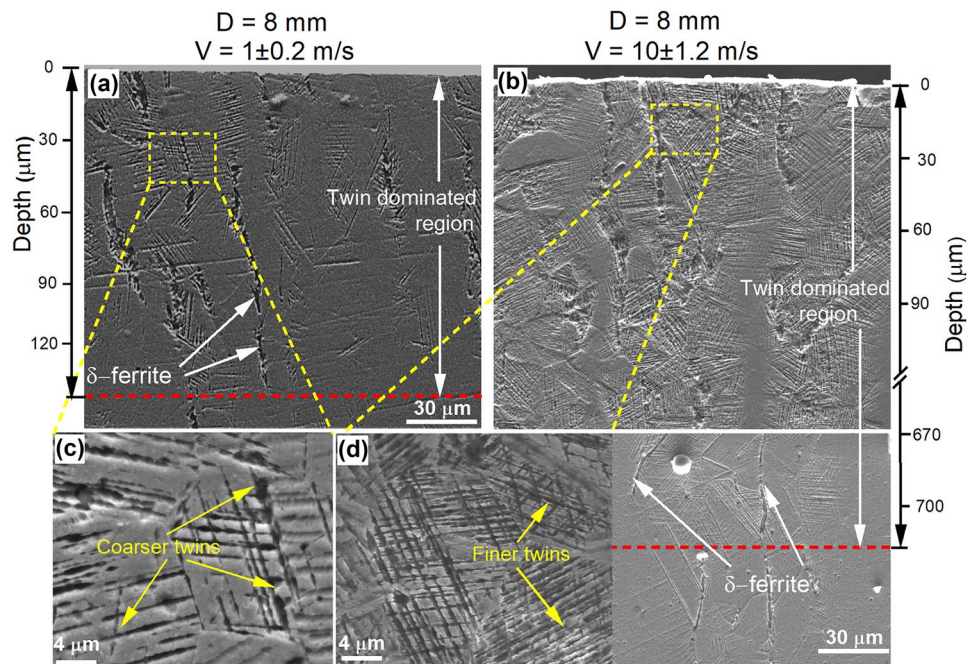 D = 8 mm
V = 1±0.2 m/s
D = 8 mm
V = 10±1.2 m/s
(a)
0
30
60
90
120
Depth (μm)
Twin dominated
region
δ–ferrite
30 μm
(b)
0
30
60
90
670
700
Depth (μm)
Twin dominated
region
(c)
Coarser twins
4 μm
(d)
Finer twins
4 μm
δ–ferrite
30 μm